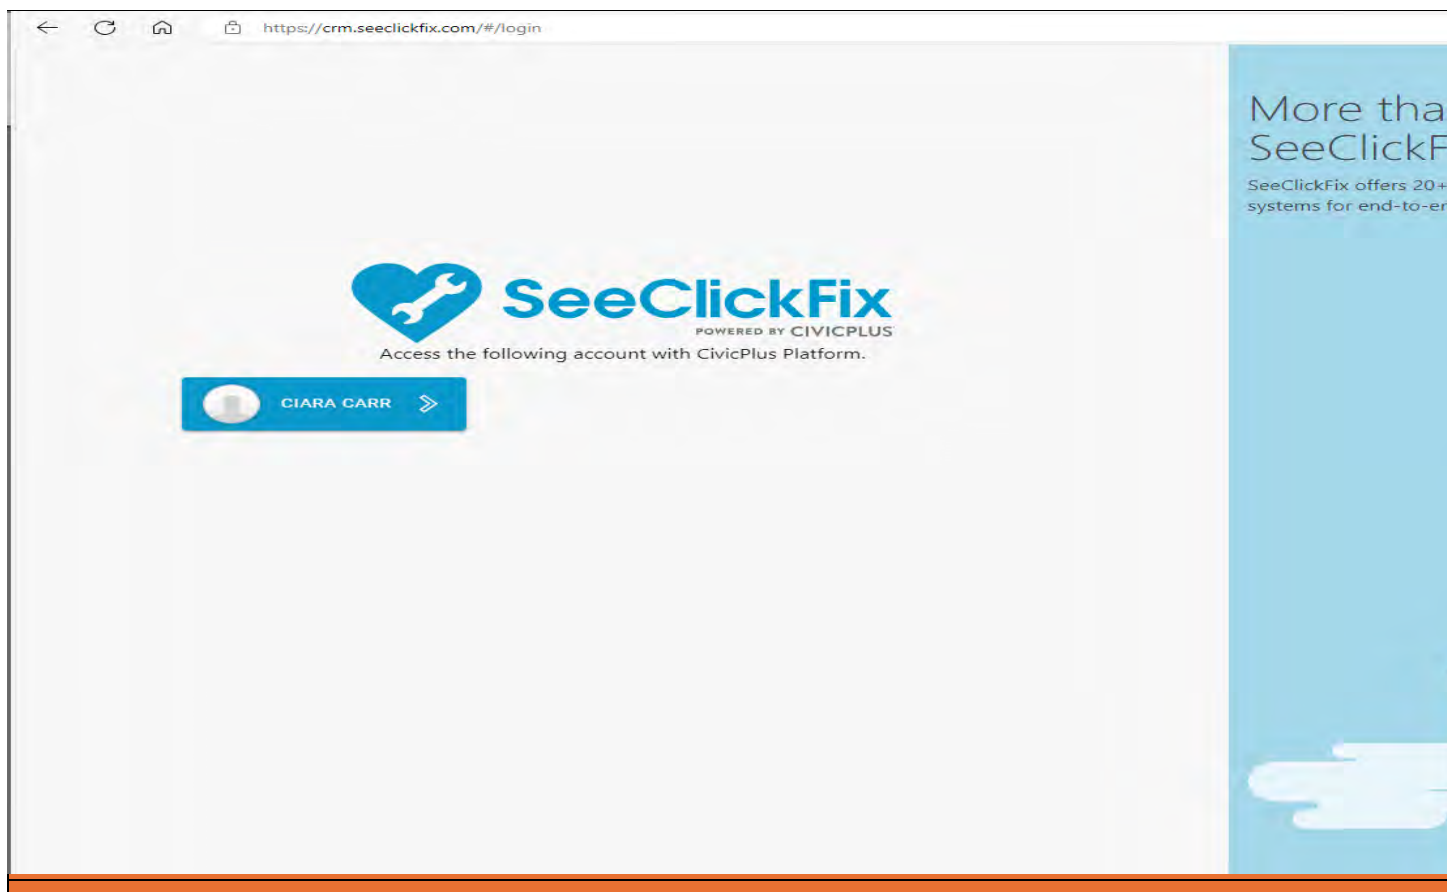 https://crm.seeclickfix.com/#/login
More tha
SeeClickF
SeeClickFix offers 20+
systems for end-to-er
SeeClickFix
POWERED BY CIVICPLUS
Access the following account with CivicPlus Platform.
CIARA CARR